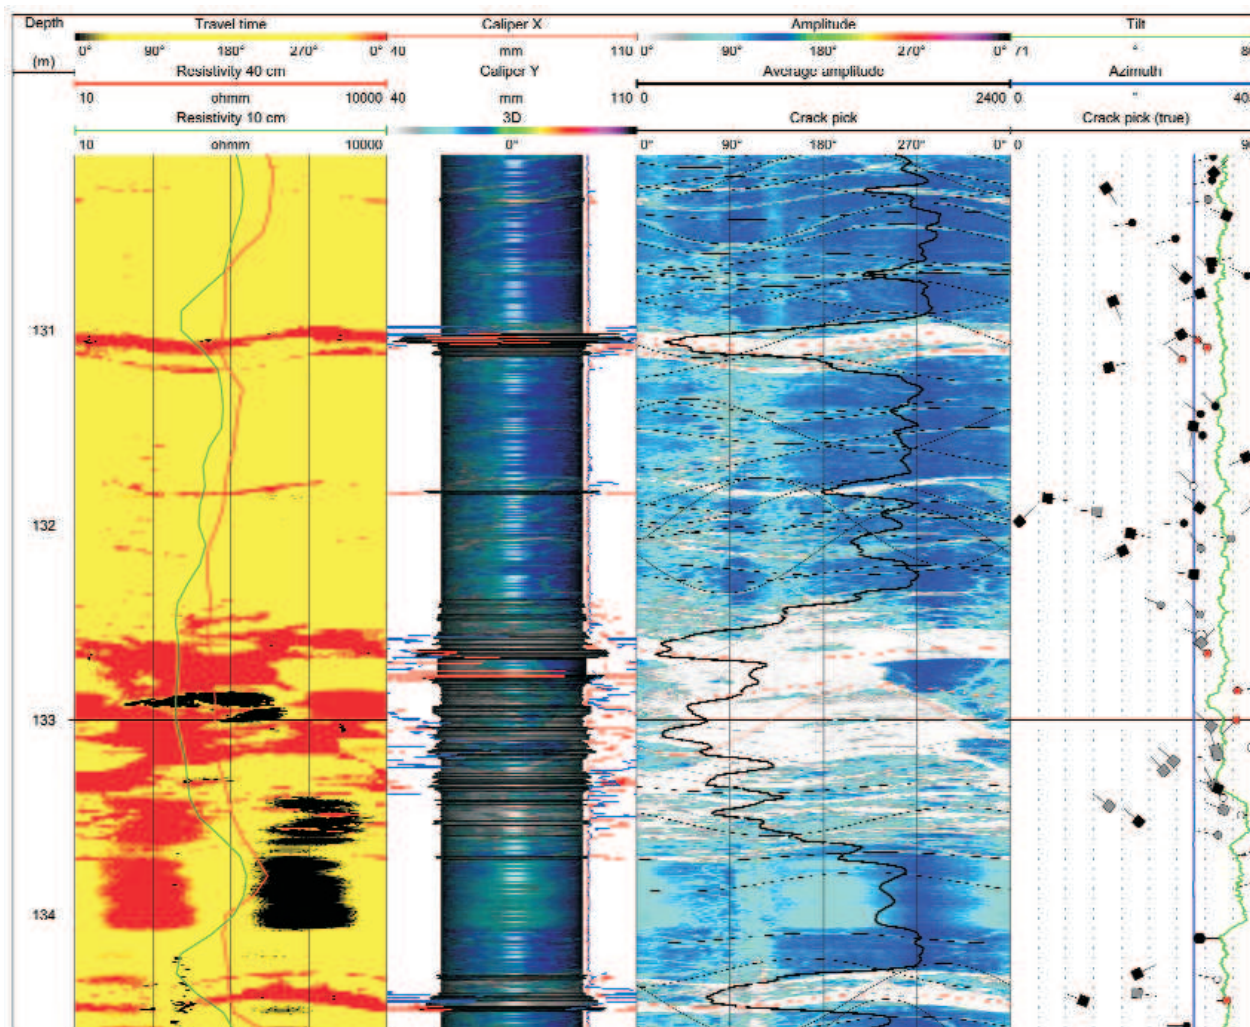 Depth Travel time Caliper X Amplitude Tilt
0° 90° 180° 270° 0° 40 mm 110 0° 90° 180° 270° 0° 71 °
(m) Resistivity 40 cm Caliper Y Average amplitude Azimuth
10 ohmm 10000 40 mm 110 0 2400 0 °
Resistivity 10 cm 3D Crack pick Crack pick (true)
10 ohmm 10000 0° 0° 90° 180° 270° 0° 0
131
132
133
134